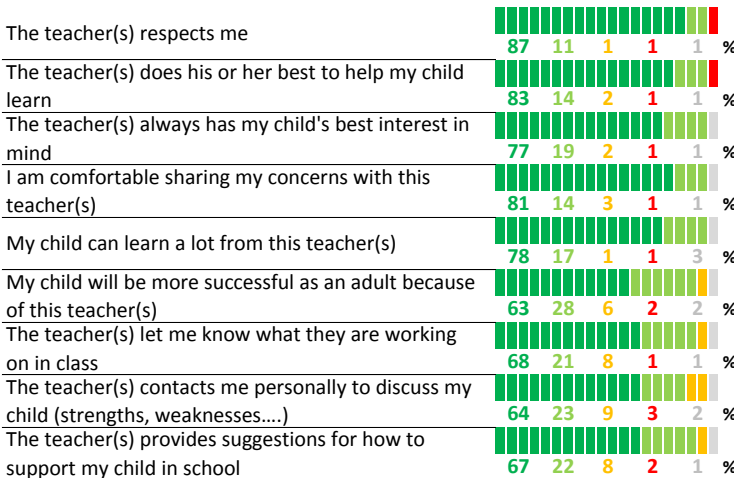 The teacher(s) respects me
87 11 1 1 1 %
The teacher(s) does his or her best to help my child
learn
83 14 2 1 1 %
The teacher(s) always has my child's best interest in
mind
77 19 2 1 1 %
I am comfortable sharing my concerns with this
teacher(s)
81 14 3 1 1 %
My child can learn a lot from this teacher(s)
78 17 1 1 3 %
My child will be more successful as an adult because
of this teacher(s)
63 28 6 2 2 %
The teacher(s) let me know what they are working
on in class
68 21 8 1 1 %
The teacher(s) contacts me personally to discuss my
child (strengths, weaknesses....)
64 23 9 3 2 %
The teacher(s) provides suggestions for how to
support my child in school
67 22 8 2 1 %